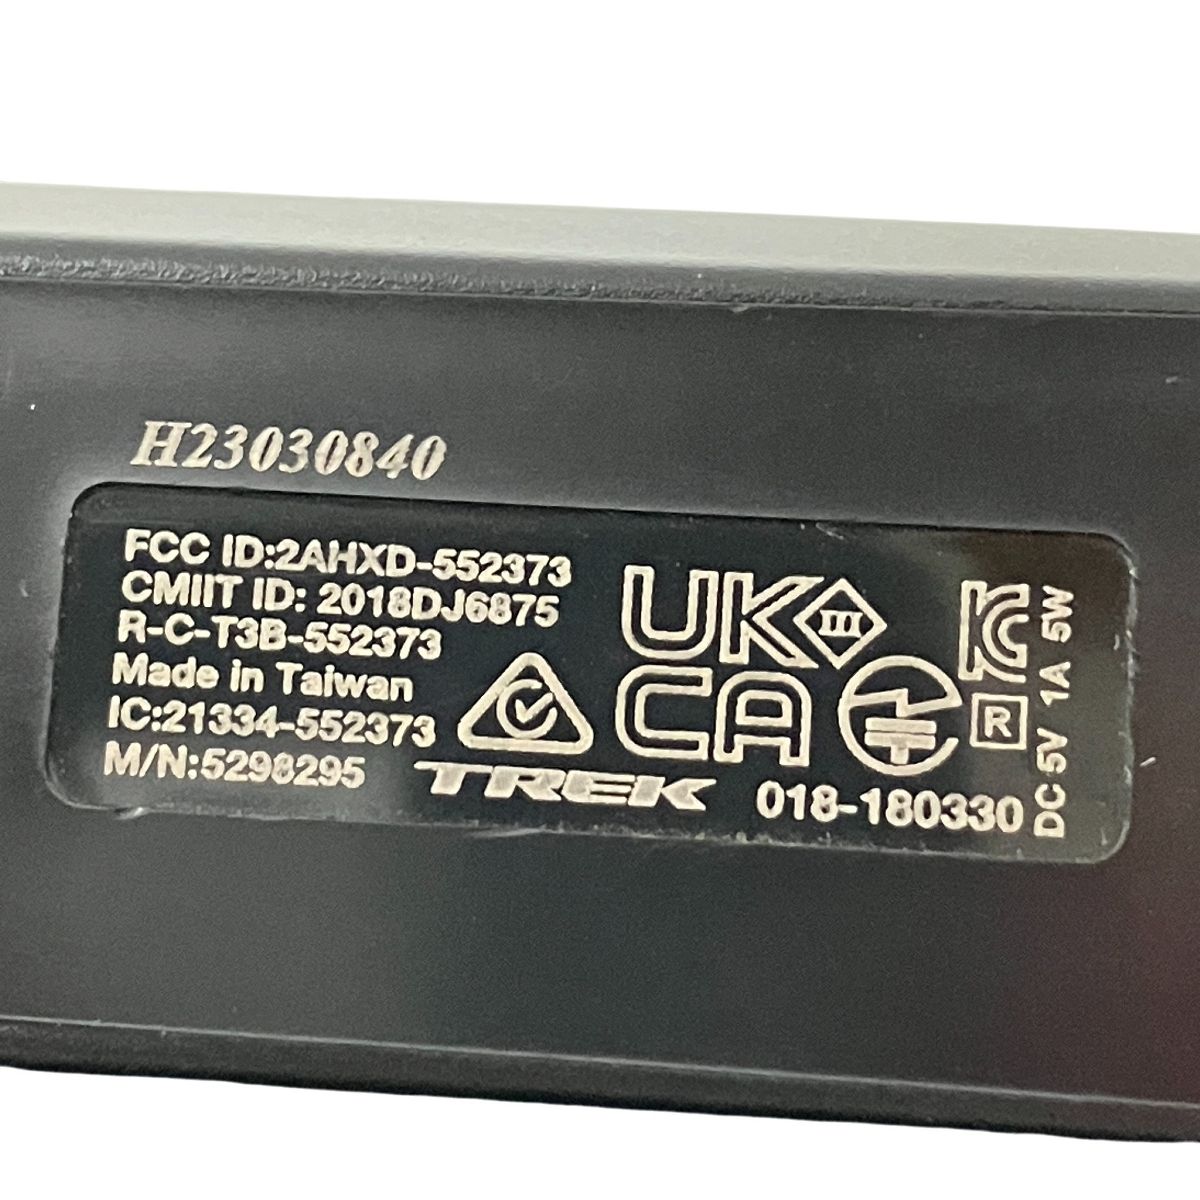 H23030840
FCC ID:2AHXD-552373
CMIIT ID: 2018DJ6875
R-C-T3B-552373
Made in Taiwan
IC:21334-552373
M/N:5298295
TREK
UK
CA
III
R
018-180330
DC 5V 1A 5W